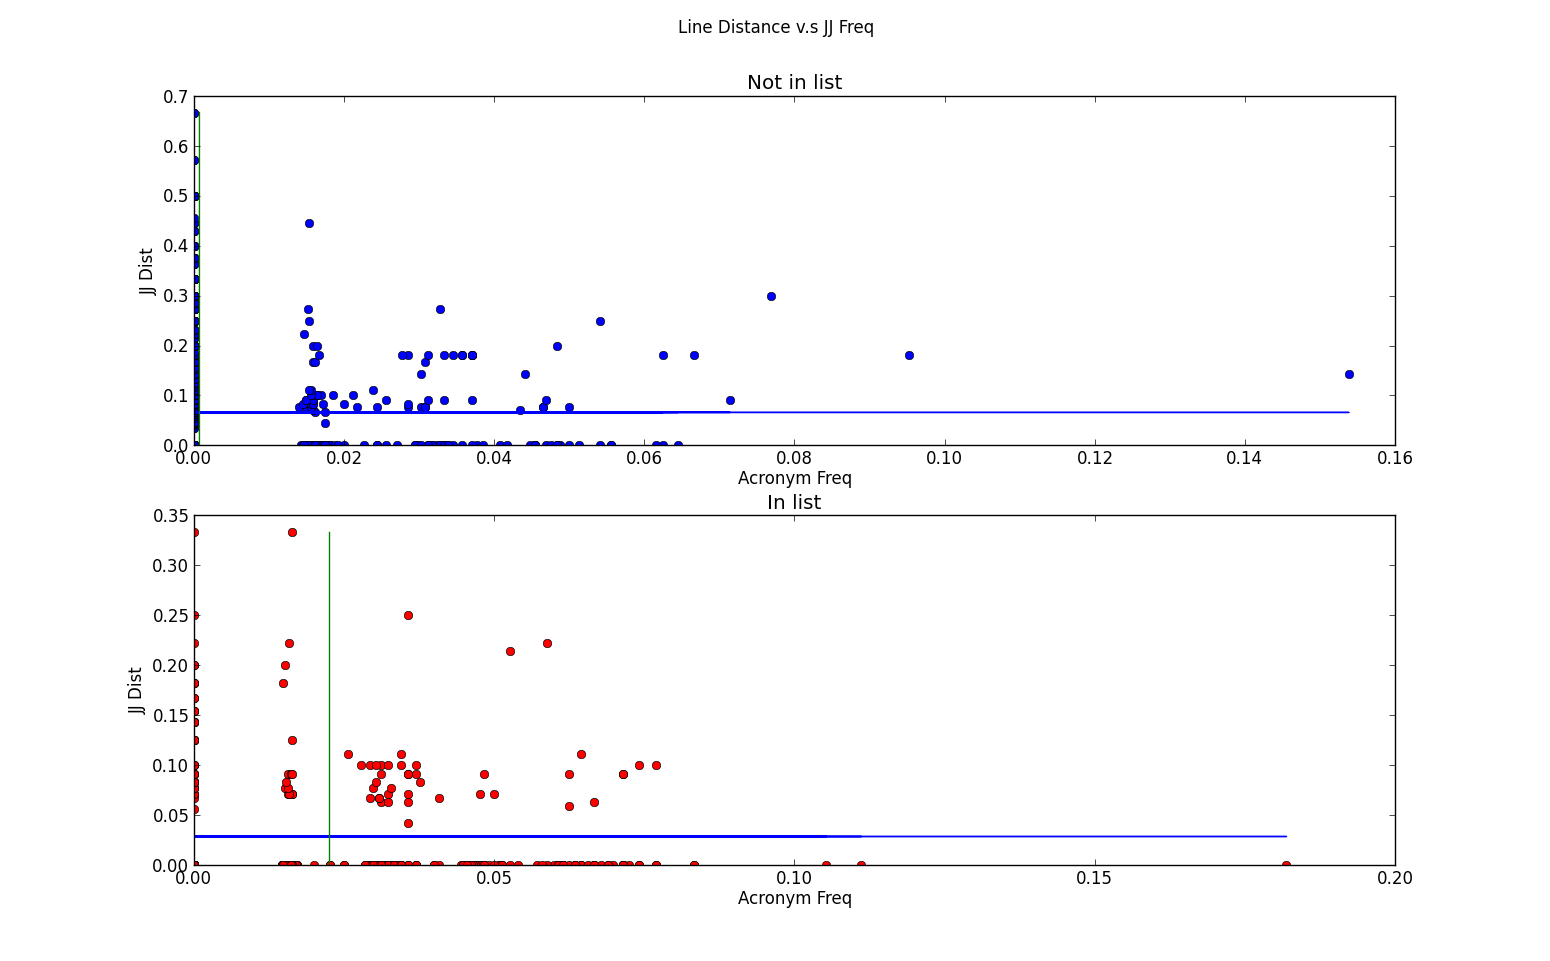 Line Distance v.s JJ Freq
Not in list
0.7
0.6
0.5
0.4
0.3
0.2
0.1
0.0
JJ Dist
0.00 0.02 0.04 0.06 0.08 0.10 0.12 0.14 0.16
Acronym Freq
In list
0.35
0.30
0.25
0.20
0.15
0.10
0.05
0.00
JJ Dist
0.00 0.05 0.10 0.15 0.20
Acronym Freq